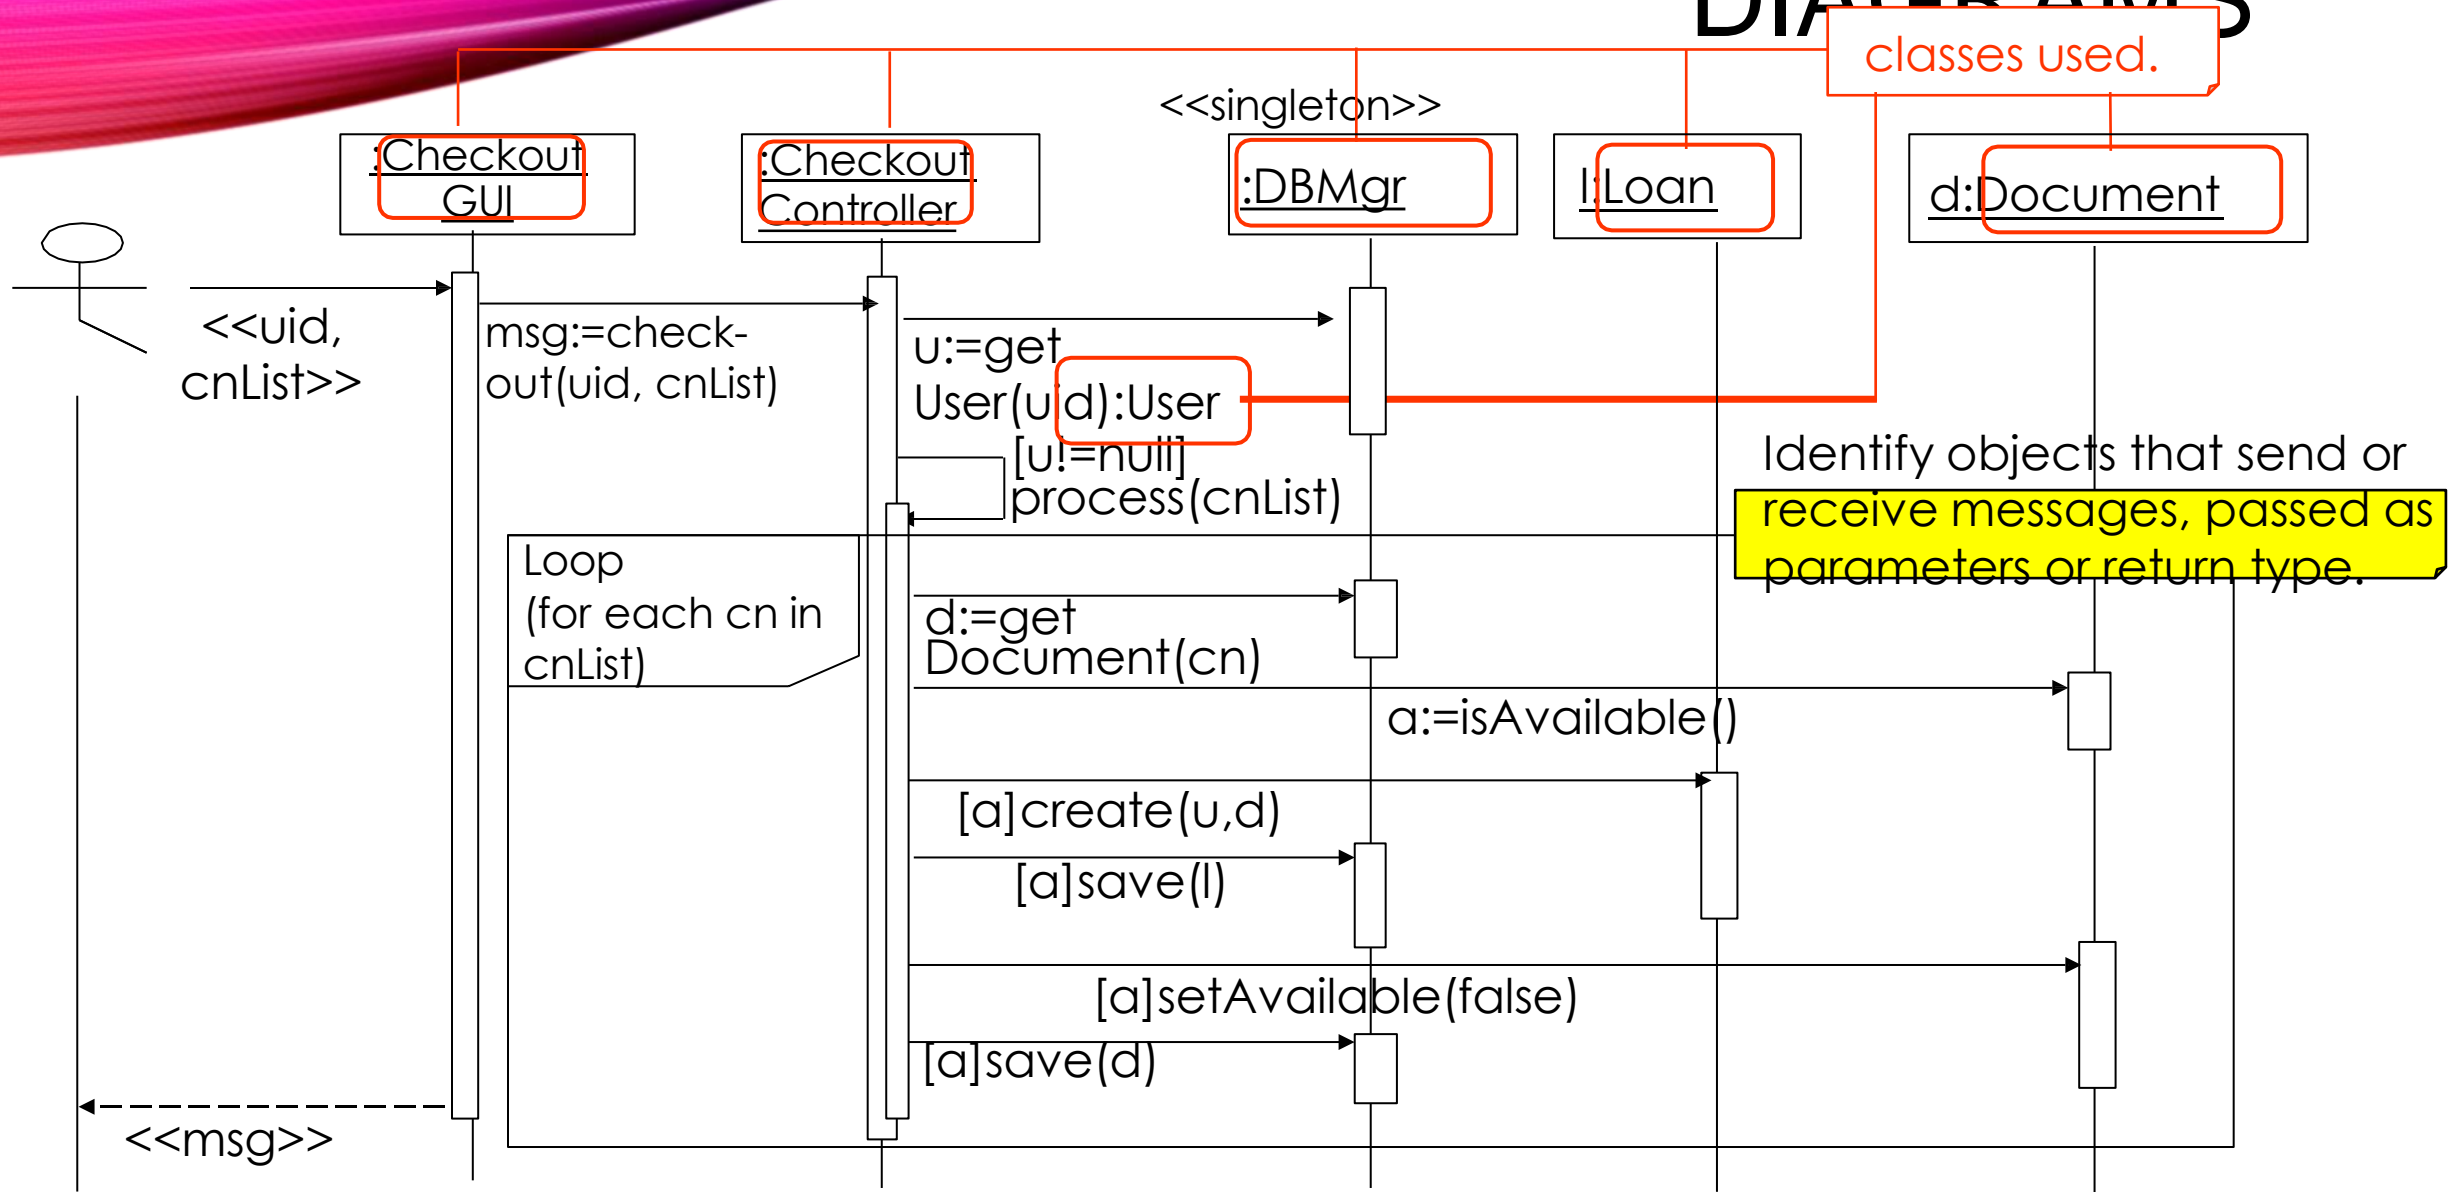 DIAGRAMS
classes used.
<<singleton>>
:Checkout
GUI
:Checkout
Controller
:DBMgr
l:Loan
d:Document
<<uid,
cnList>>
msg:=check-
out(uid, cnList)
u:=get
User(uid):User
[u!=null]
process(cnList)
Identify objects that send or
receive messages, passed as
parameters or return type.
Loop
(for each cn in
cnList)
d:=get
Document(cn)
a:=isAvailable()
[a]create(u,d)
[a]save(l)
[a]setAvailable(false)
[a]save(d)
<<msg>>